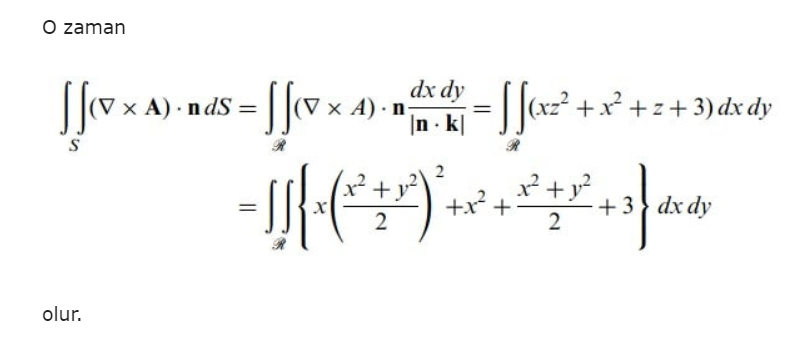 O zaman
∬_S (∇ × A) · n dS = ∬_ℛ (∇ × A) · n dx dy / |n · k| = ∬_ℛ (xz² + x² + z + 3) dx dy
= ∬_ℛ { x ( (x² + y²) / 2 )² + x² + (x² + y²) / 2 + 3 } dx dy
olur.